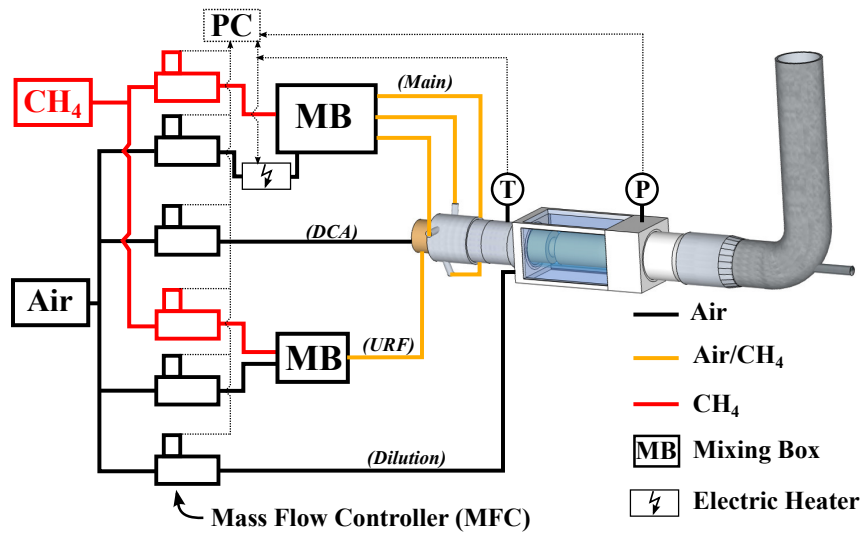 PC
(Main)
CH4
MB
T
P
(DCA)
Air
Air
MB
(URF)
Air/CH4
CH4
MB Mixing Box
(Dilution)
Electric Heater
Mass Flow Controller (MFC)